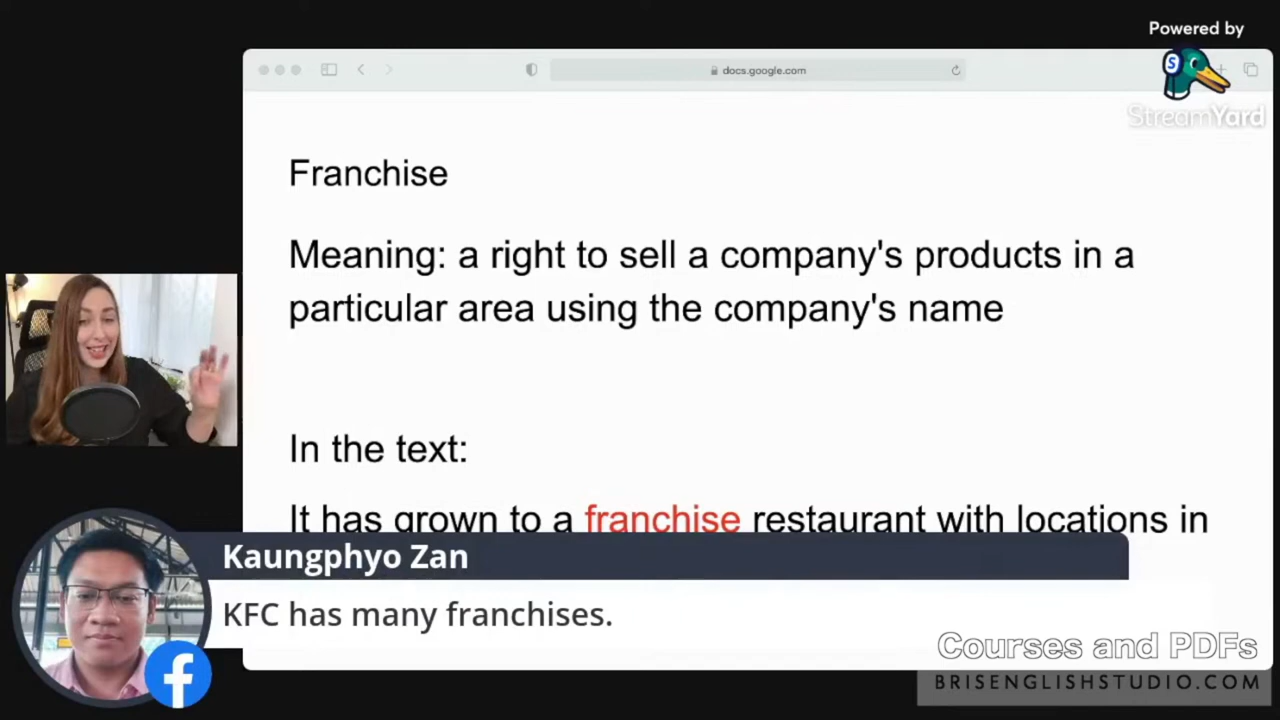 Powered by
StreamYard
docs.google.com
Franchise
Meaning: a right to sell a company's products in a
particular area using the company's name
In the text:
It has grown to a franchise restaurant with locations in
Kaungphyo Zan
KFC has many franchises.
Courses and PDFs
BRISENGLISHSTUDIO.COM